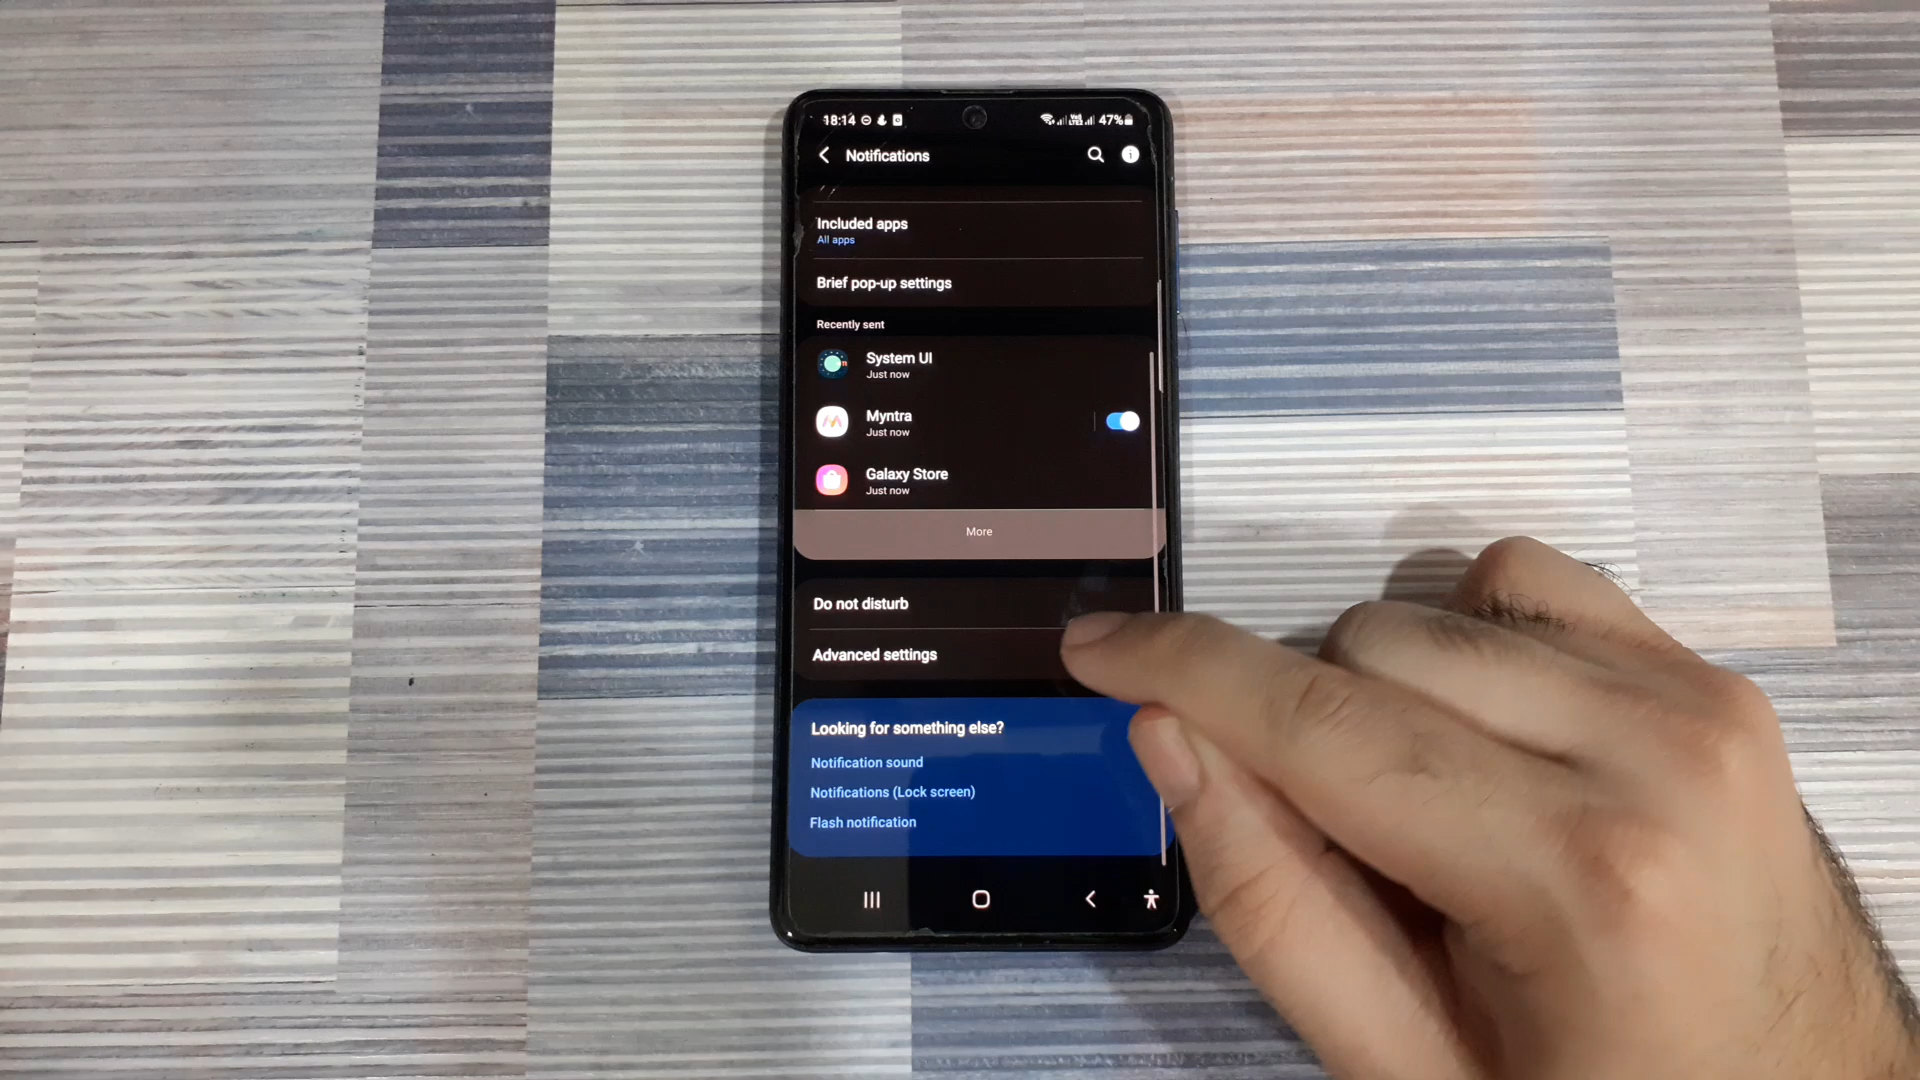 18:14 47%
Notifications
Included apps
All apps
Brief pop-up settings
Recently sent
System UI
Just now
Myntra
Just now
Galaxy Store
Just now
More
Do not disturb
Advanced settings
Looking for something else?
Notification sound
Notifications (Lock screen)
Flash notification